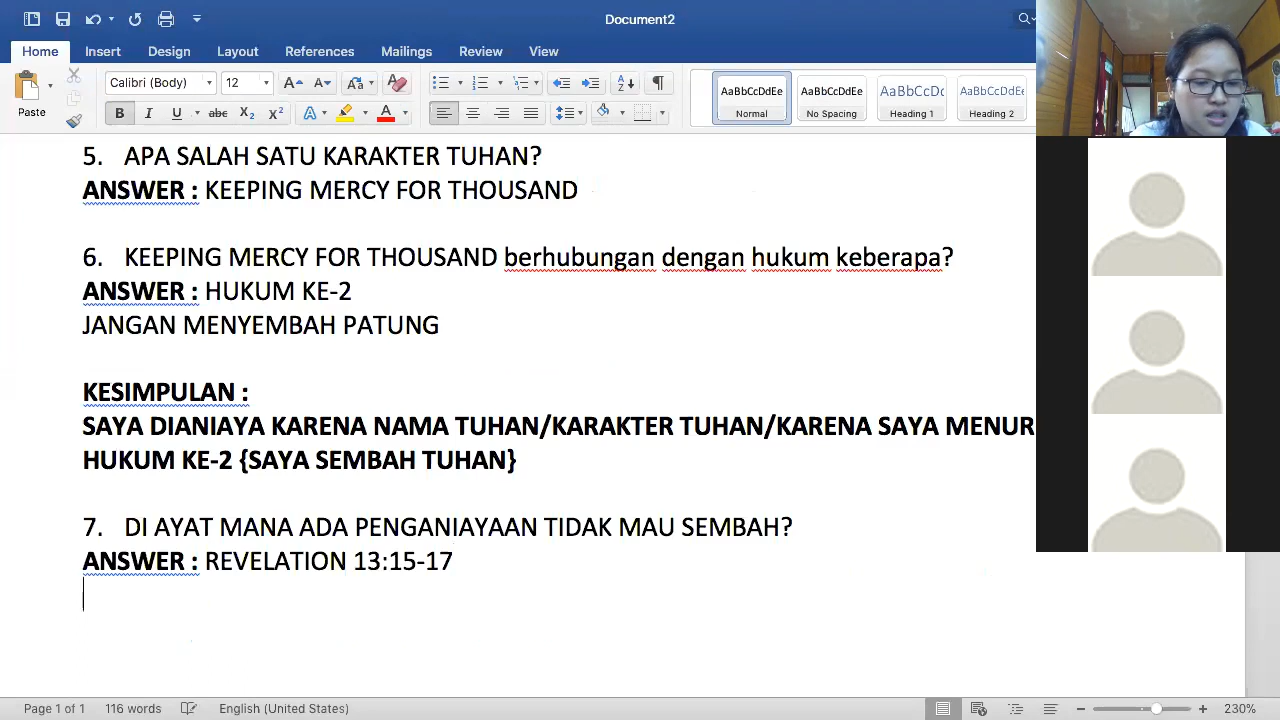 Document2
Home Insert Design Layout References Mailings Review View
Paste
Calibri (Body) 12
B I U abc X2 X2 A A
AaBbCcDdEe AaBbCcDdEe AaBbCcDc AaBbCcDdEe
Normal No Spacing Heading 1 Heading 2
5. APA SALAH SATU KARAKTER TUHAN?
ANSWER : KEEPING MERCY FOR THOUSAND
6. KEEPING MERCY FOR THOUSAND berhubungan dengan hukum keberapa?
ANSWER : HUKUM KE-2
JANGAN MENYEMBAH PATUNG
KESIMPULAN :
SAYA DIANIAYA KARENA NAMA TUHAN/KARAKTER TUHAN/KARENA SAYA MENUR
HUKUM KE-2 {SAYA SEMBAH TUHAN}
7. DI AYAT MANA ADA PENGANIAYAAN TIDAK MAU SEMBAH?
ANSWER : REVELATION 13:15-17
Page 1 of 1 116 words English (United States) 230%